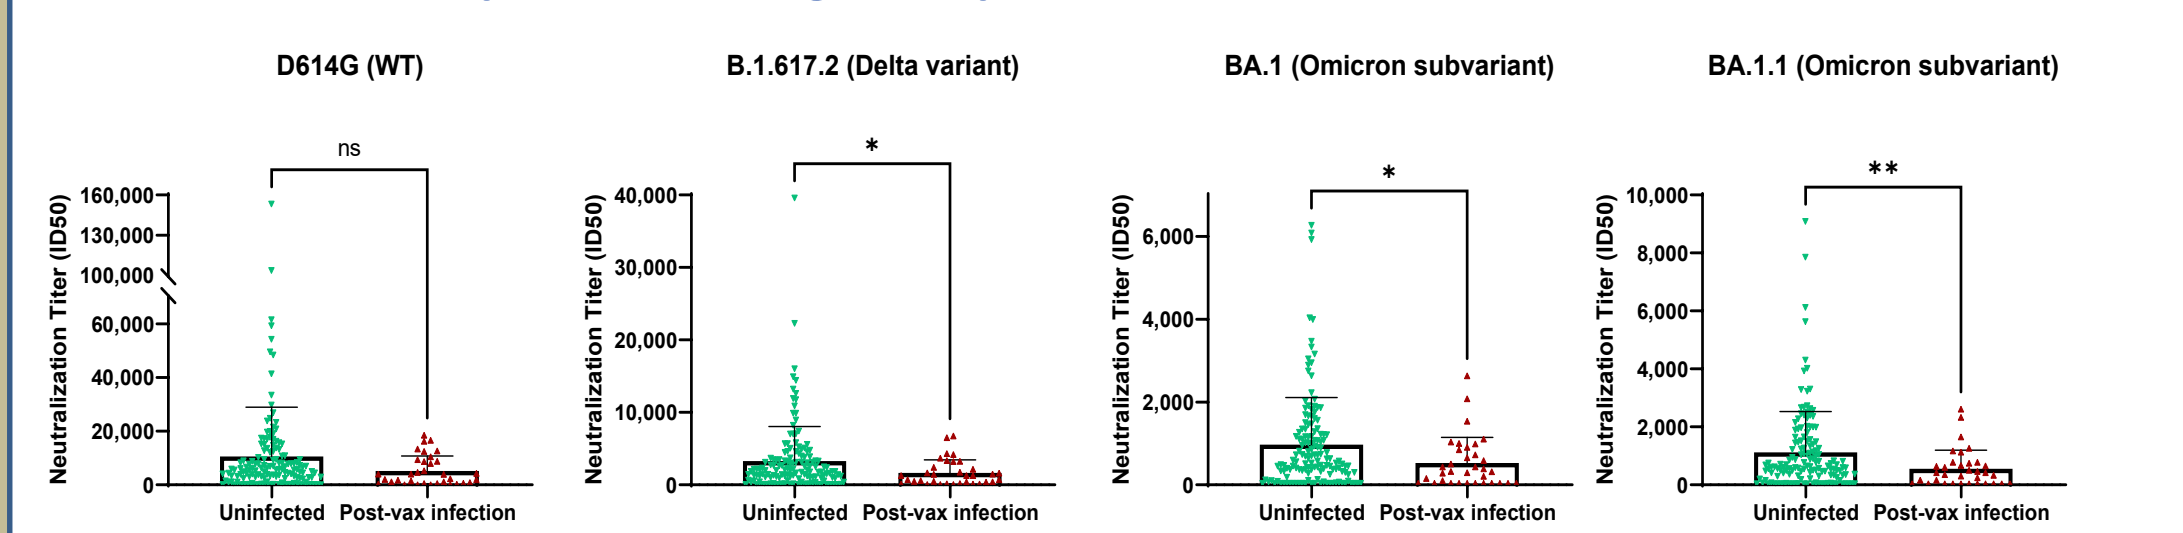 D614G (WT)
ns
Neutralization Titer (ID50)
160,000
130,000
100,000
60,000
40,000
20,000
0
Uninfected
Post-vax infection
B.1.617.2 (Delta variant)
*
Neutralization Titer (ID50)
40,000
30,000
20,000
10,000
0
Uninfected
Post-vax infection
BA.1 (Omicron subvariant)
*
Neutralization Titer (ID50)
6,000
4,000
2,000
0
Uninfected
Post-vax infection
BA.1.1 (Omicron subvariant)
**
Neutralization Titer (ID50)
10,000
8,000
6,000
4,000
2,000
0
Uninfected
Post-vax infection